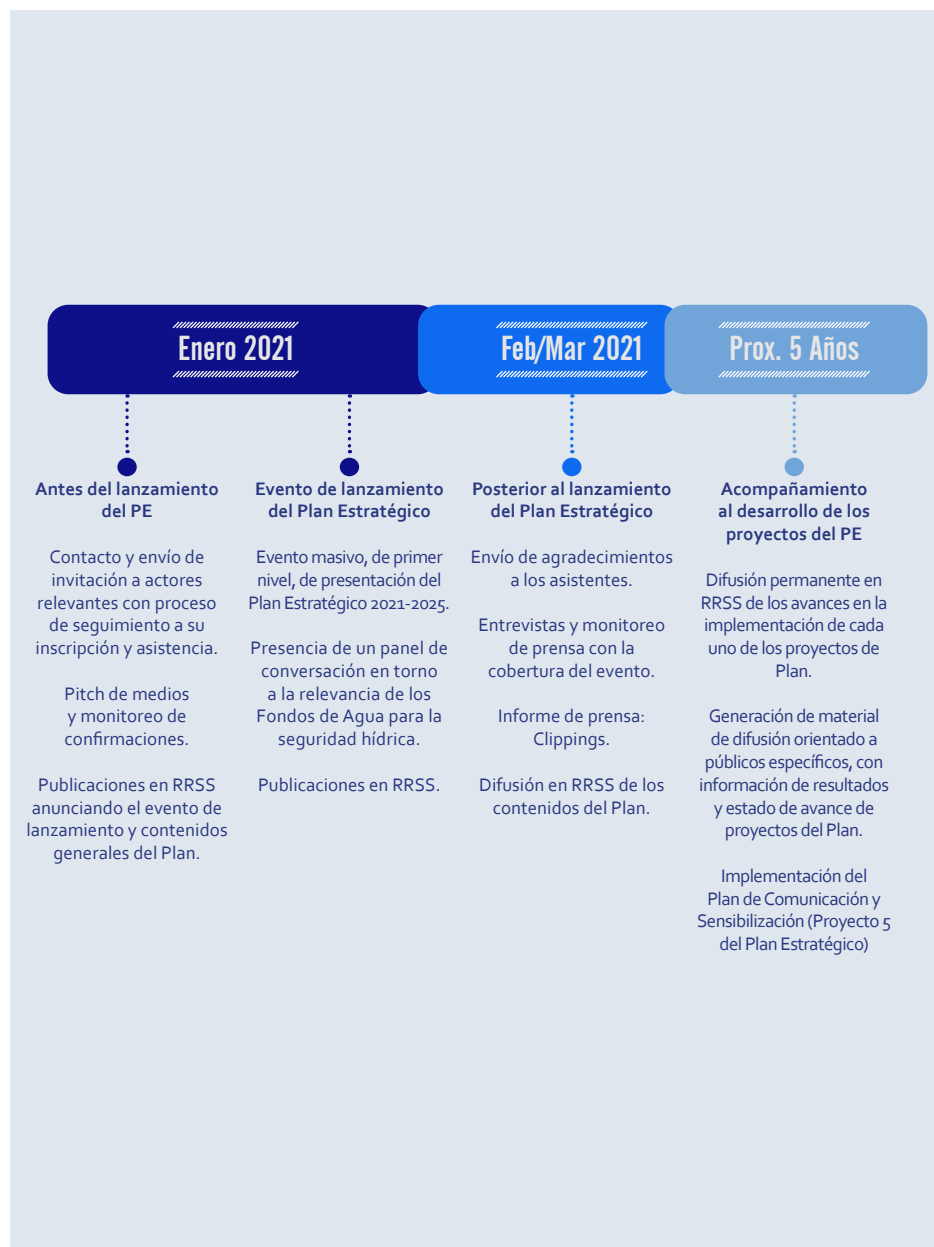 Enero 2021
Feb/Mar 2021
Prox. 5 Años
Antes del lanzamiento
del PE
Contacto y envío de
invitación a actores
relevantes con proceso
de seguimiento a su
inscripción y asistencia.
Pitch de medios
y monitoreo de
confirmaciones.
Publicaciones en RRSS
anunciando el evento de
lanzamiento y contenidos
generales del Plan.
Evento de lanzamiento
del Plan Estratégico
Evento masivo, de primer
nivel, de presentación del
Plan Estratégico 2021-2025.
Presencia de un panel de
conversación en torno
a la relevancia de los
Fondos de Agua para la
seguridad hídrica.
Publicaciones en RRSS.
Posterior al lanzamiento
del Plan Estratégico
Envío de agradecimientos
a los asistentes.
Entrevistas y monitoreo
de prensa con la
cobertura del evento.
Informe de prensa:
Clippings.
Difusión en RRSS de los
contenidos del Plan.
Acompañamiento
al desarrollo de los
proyectos del PE
Difusión permanente en
RRSS de los avances en la
implementación de cada
uno de los proyectos de
Plan.
Generación de material
de difusión orientado a
públicos específicos, con
información de resultados
y estado de avance de
proyectos del Plan.
Implementación del
Plan de Comunicación y
Sensibilización (Proyecto 5
del Plan Estratégico)